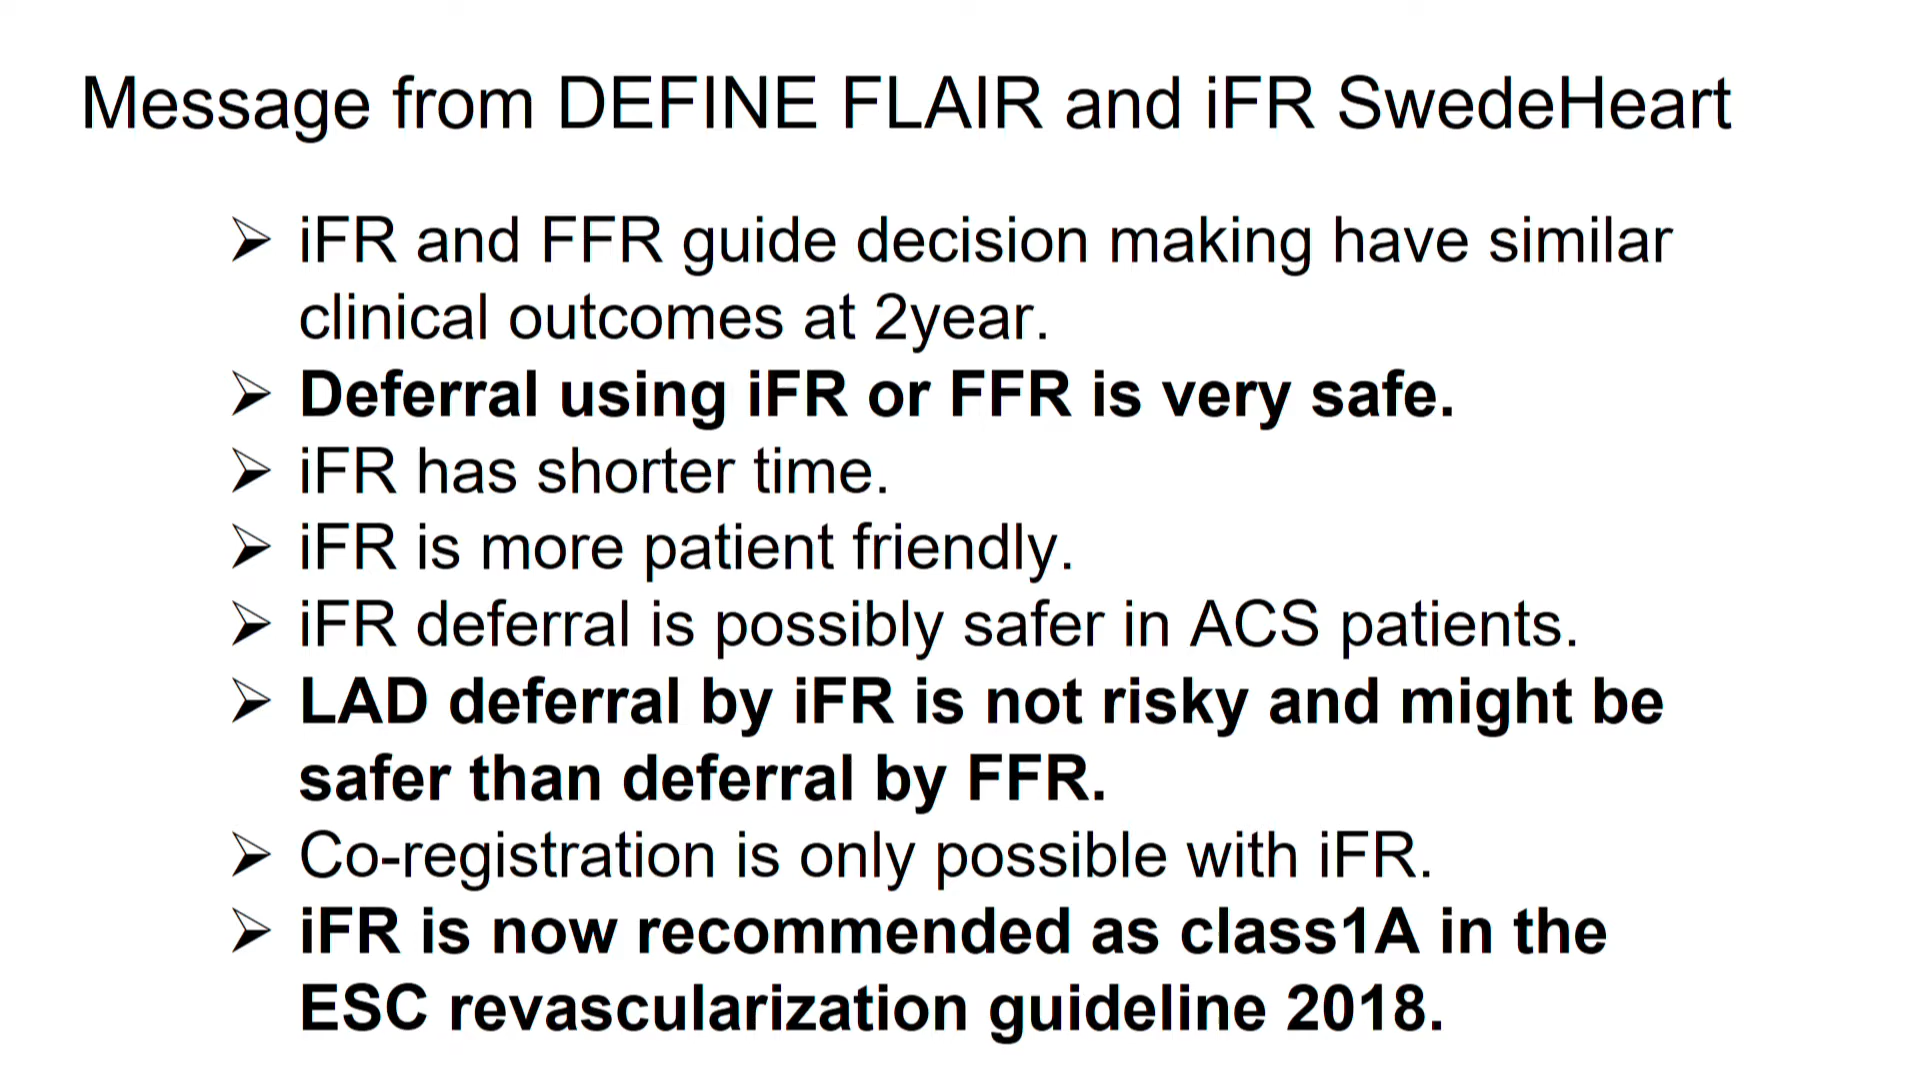 Message from DEFINE FLAIR and iFR SwedeHeart
➢ iFR and FFR guide decision making have similar
clinical outcomes at 2year.
➢ Deferral using iFR or FFR is very safe.
➢ iFR has shorter time.
➢ iFR is more patient friendly.
➢ iFR deferral is possibly safer in ACS patients.
➢ LAD deferral by iFR is not risky and might be
safer than deferral by FFR.
➢ Co-registration is only possible with iFR.
➢ iFR is now recommended as class1A in the
ESC revascularization guideline 2018.